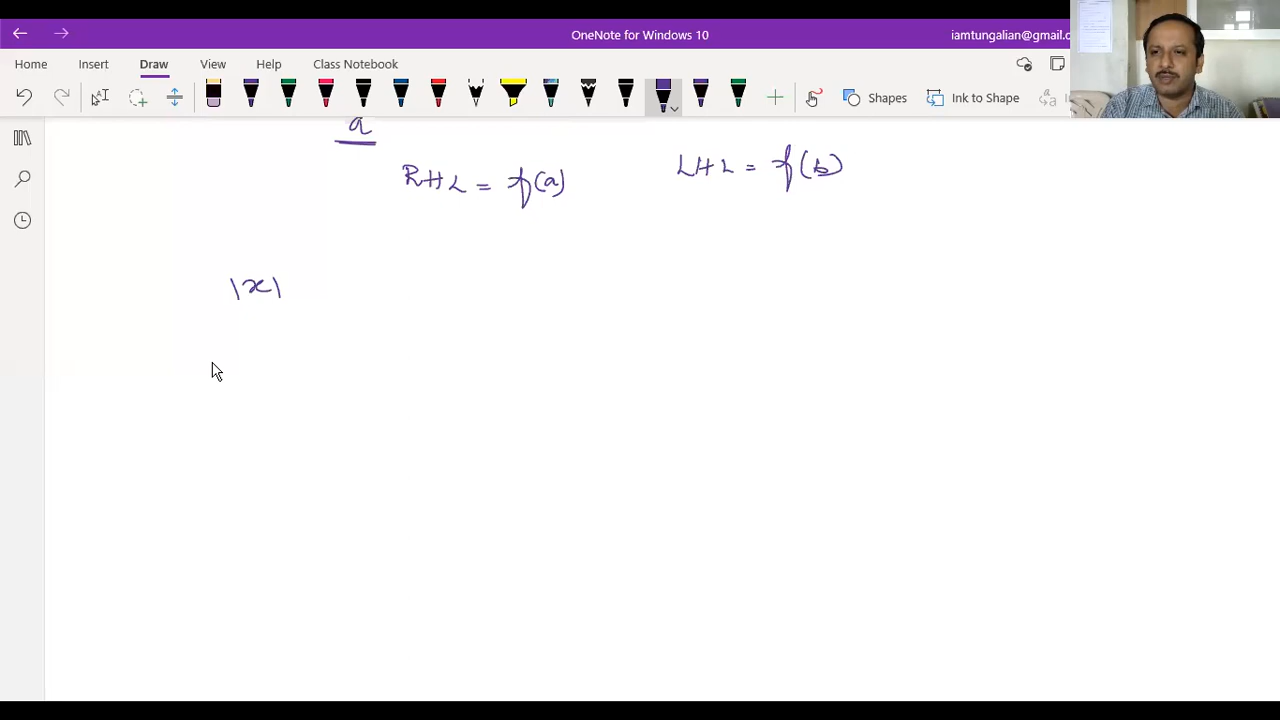 OneNote for Windows 10
iamtungalian@gmail.c
Home Insert Draw View Help Class Notebook
Shapes Ink to Shape
a
RHL = f(a) LHL = f(b)
|x|